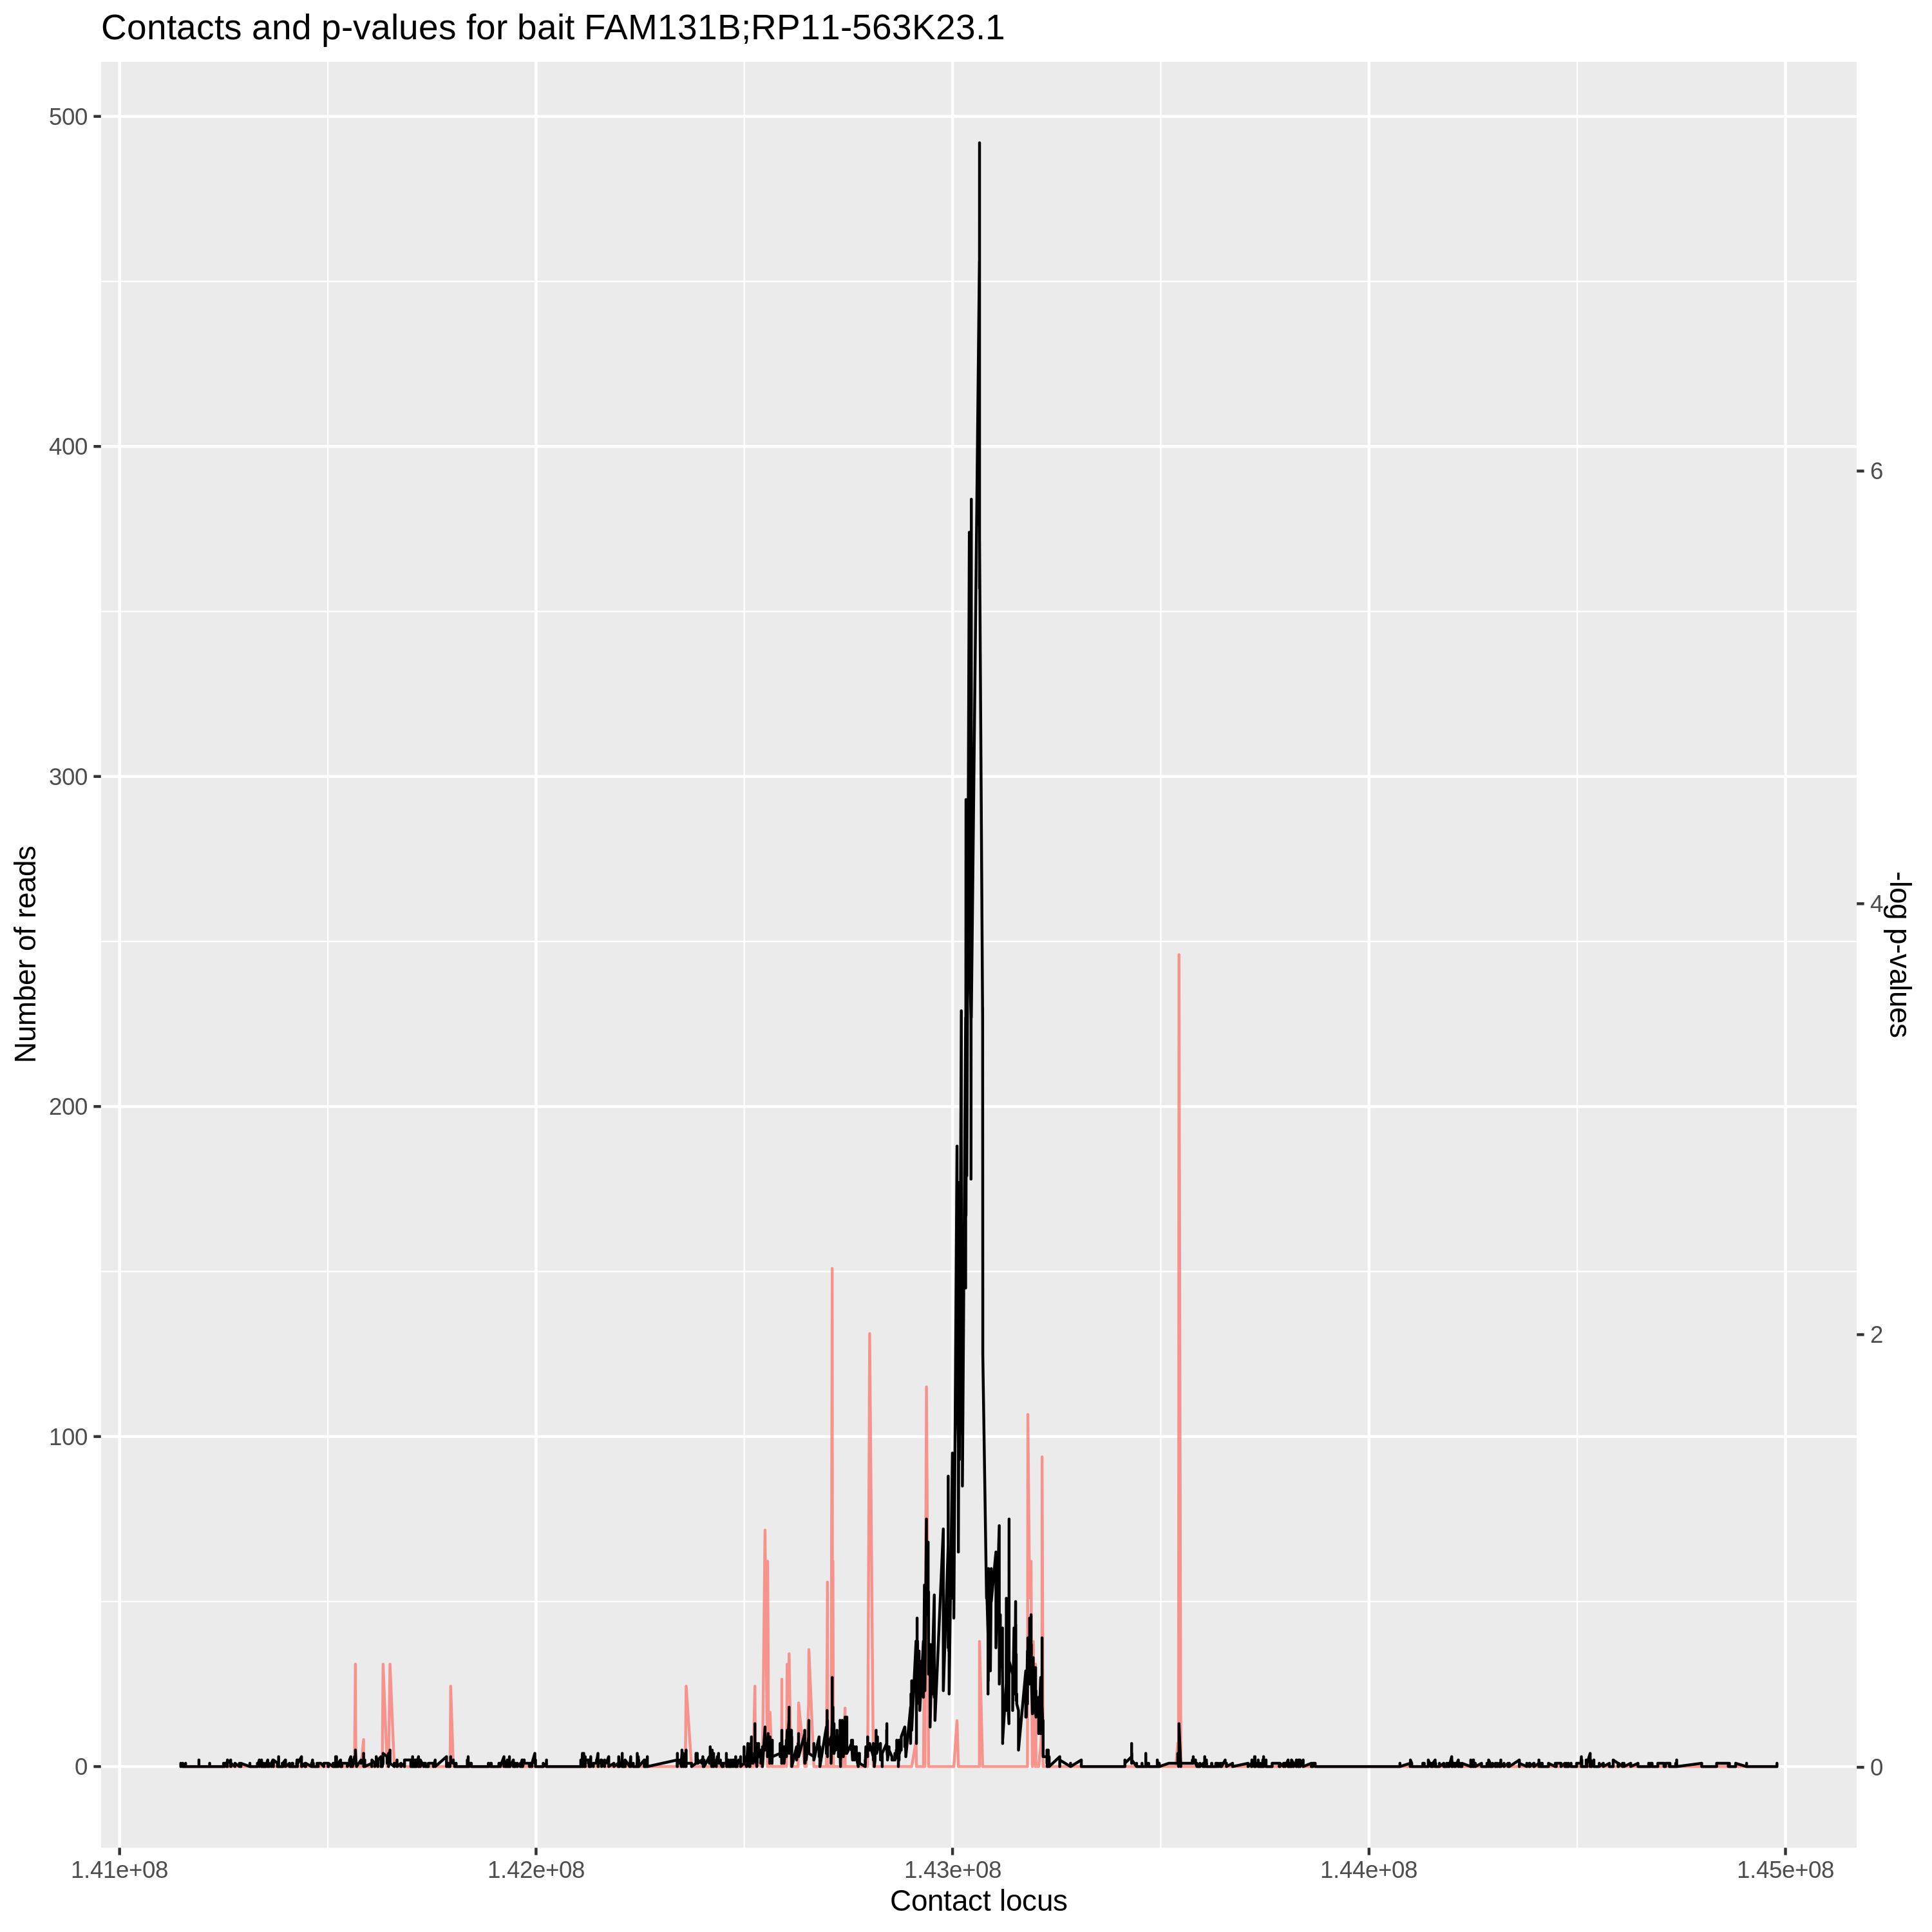 Contacts and p-values for bait FAM131B;RP11-563K23.1
500
400
300
200
100
0
Number of reads
6
4
2
0
-log p-values
1.41e+08
1.42e+08
1.43e+08
1.44e+08
1.45e+08
Contact locus